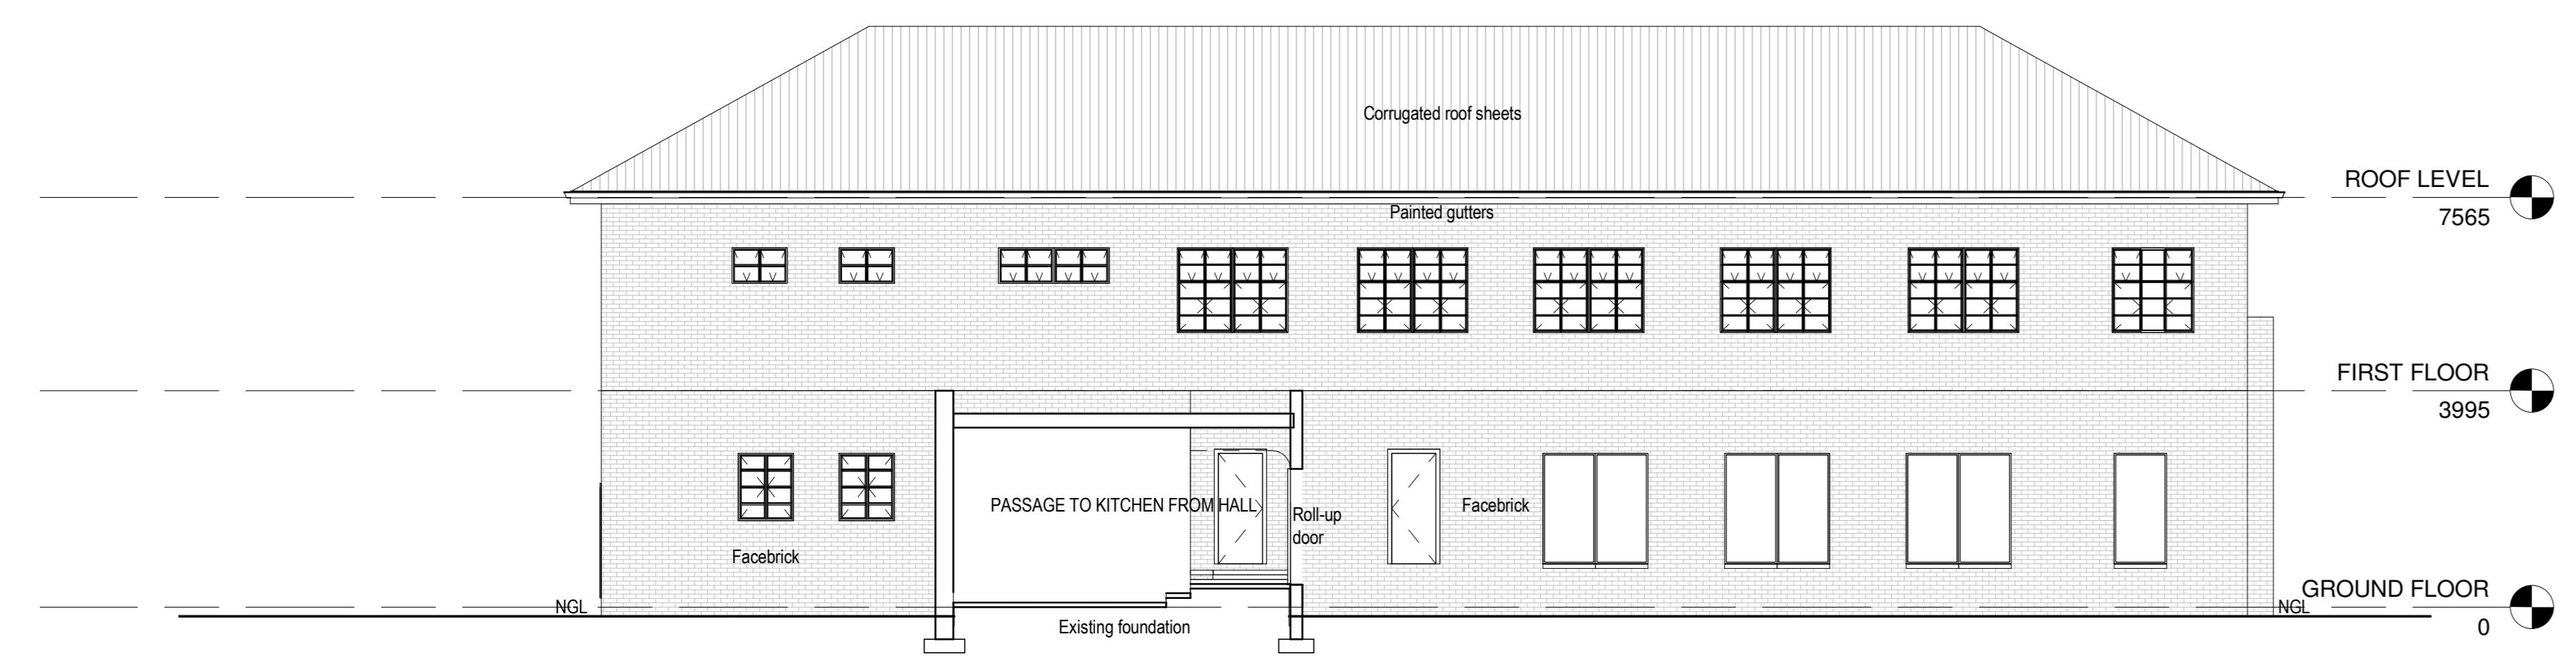 Corrugated roof sheets
ROOF LEVEL
7565
Painted gutters
FIRST FLOOR
3995
PASSAGE TO KITCHEN FROM HALL
Roll-up
door
Facebrick
Facebrick
GROUND FLOOR
0
NGL
NGL
Existing foundation